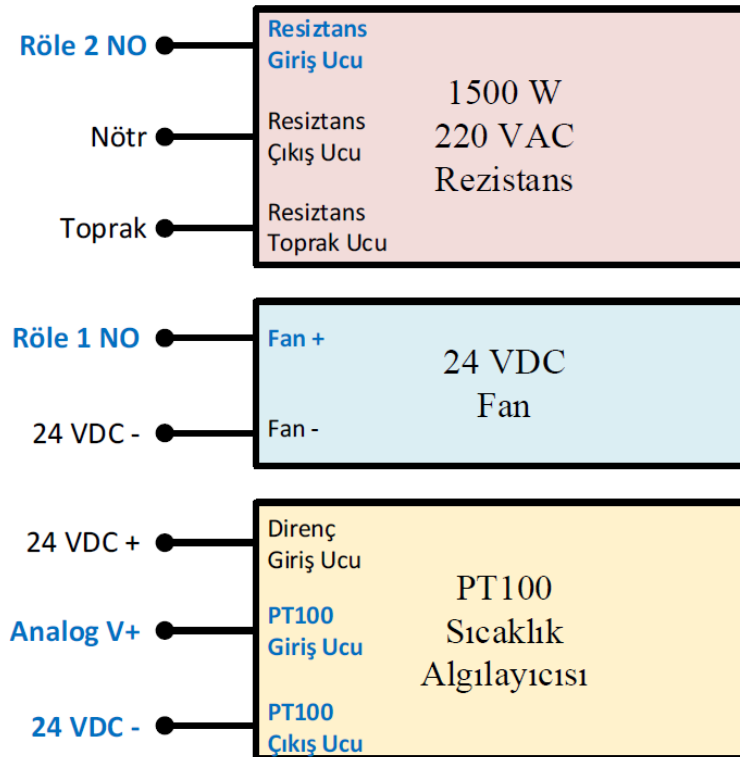 Röle 2 NO
Resiztans
Giriş Ucu
Nötr
Resiztans
Çıkış Ucu
Toprak
Resiztans
Toprak Ucu
1500 W
220 VAC
Rezistans
Röle 1 NO
Fan +
24 VDC -
Fan -
24 VDC
Fan
24 VDC +
Direnç
Giriş Ucu
Analog V+
PT100
Giriş Ucu
24 VDC -
PT100
Çıkış Ucu
PT100
Sıcaklık
Algılayıcısı